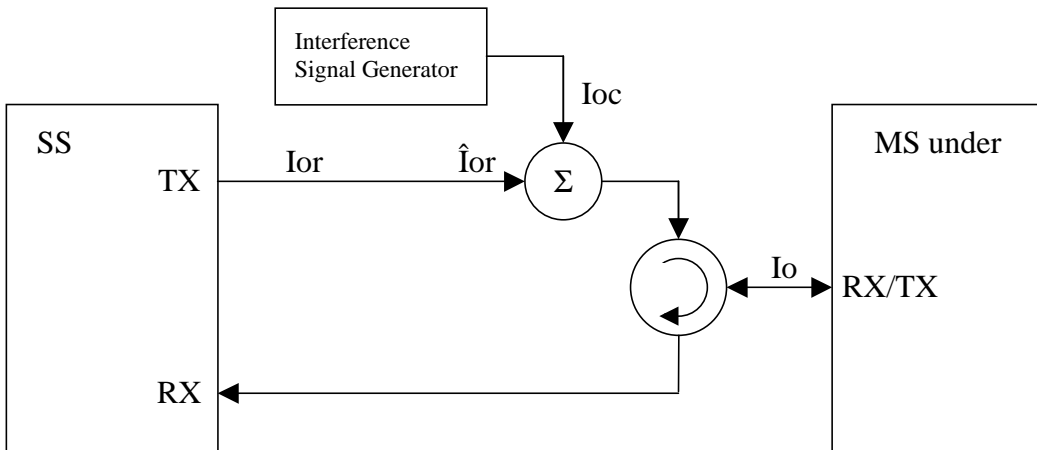 Interference
Signal Generator
Ioc
SS
MS under
Ior
Îor
TX
Σ
Io
RX/TX
RX